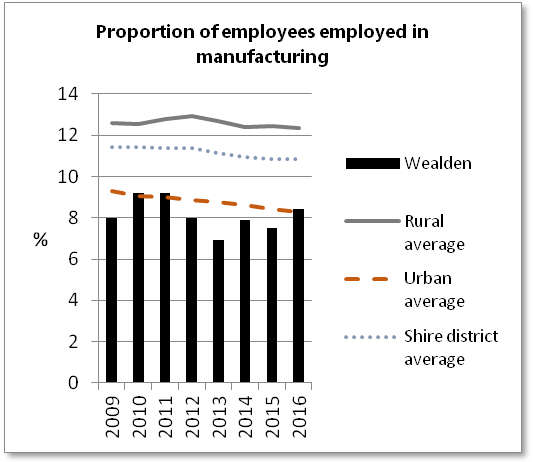 Proportion of employees employed in
manufacturing
14
12
10
8
6
4
2
0
%
2009
2010
2011
2012
2013
2014
2015
2016
Wealden
Rural
average
Urban
average
Shire district
average